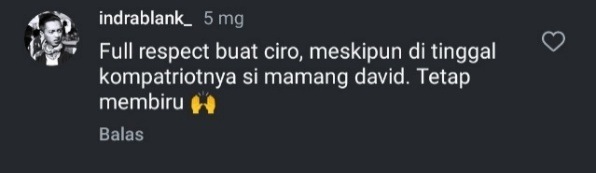 indrablank_ 5 mg
Full respect buat ciro, meskipun di tinggal
kompatriotnya si mamang david. Tetap
membiru 🙌
Balas